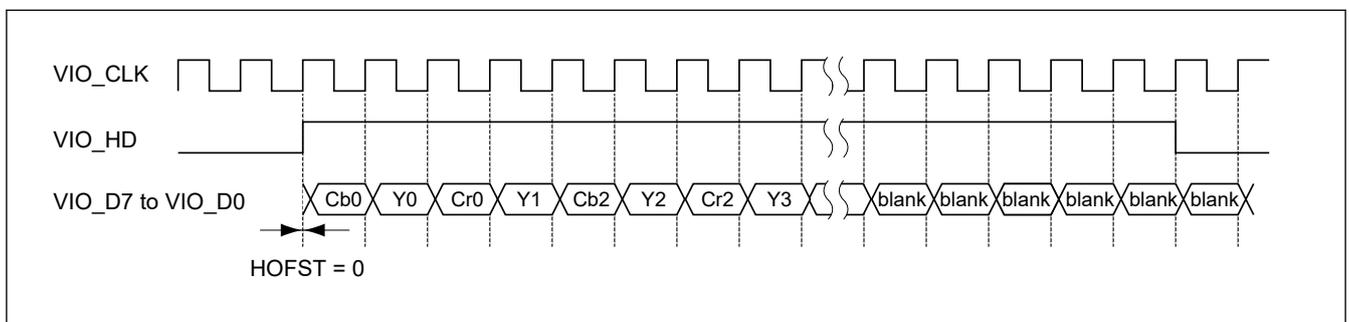 VIO_CLK
VIO_HD
VIO_D7 to VIO_D0 Cb0 Y0 Cr0 Y1 Cb2 Y2 Cr2 Y3 blank blank blank blank blank blank
HOFST = 0